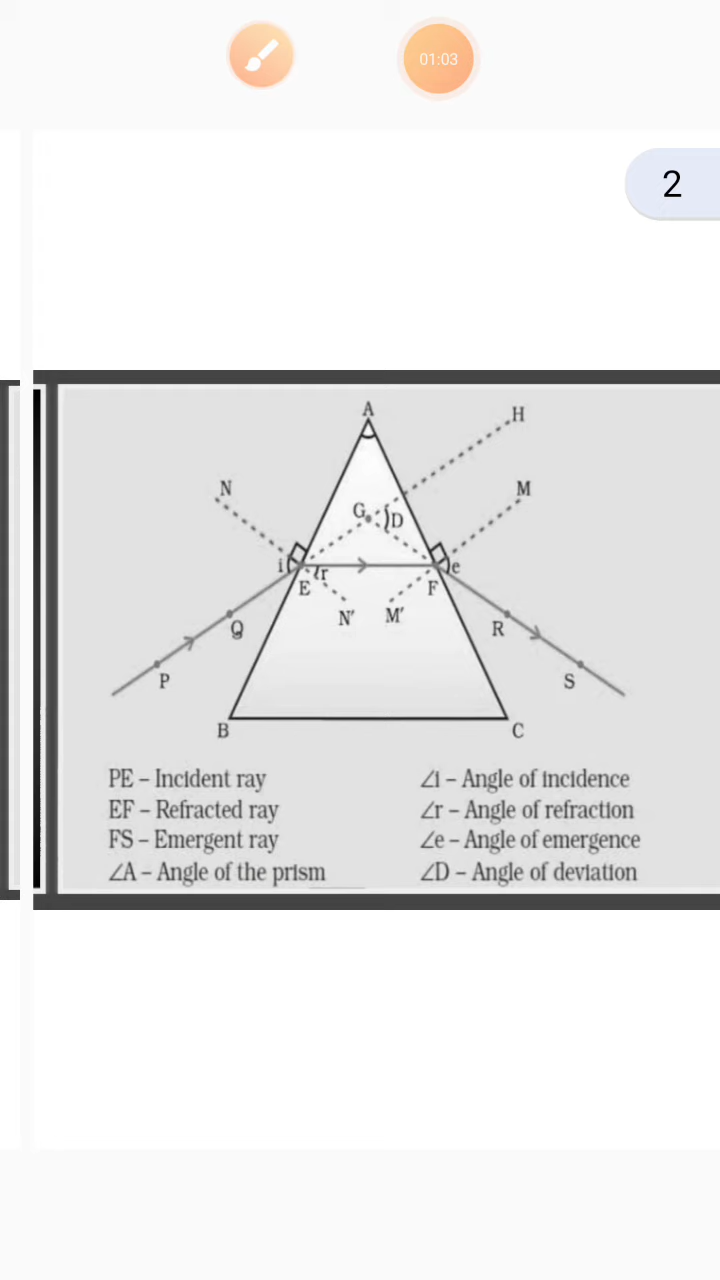 01:03
2
A
H
N
M
G
D
i
r
e
E
F
N′
M′
Q
R
P
S
B
C
PE – Incident ray
EF – Refracted ray
FS – Emergent ray
∠A – Angle of the prism
∠i – Angle of incidence
∠r – Angle of refraction
∠e – Angle of emergence
∠D – Angle of deviation